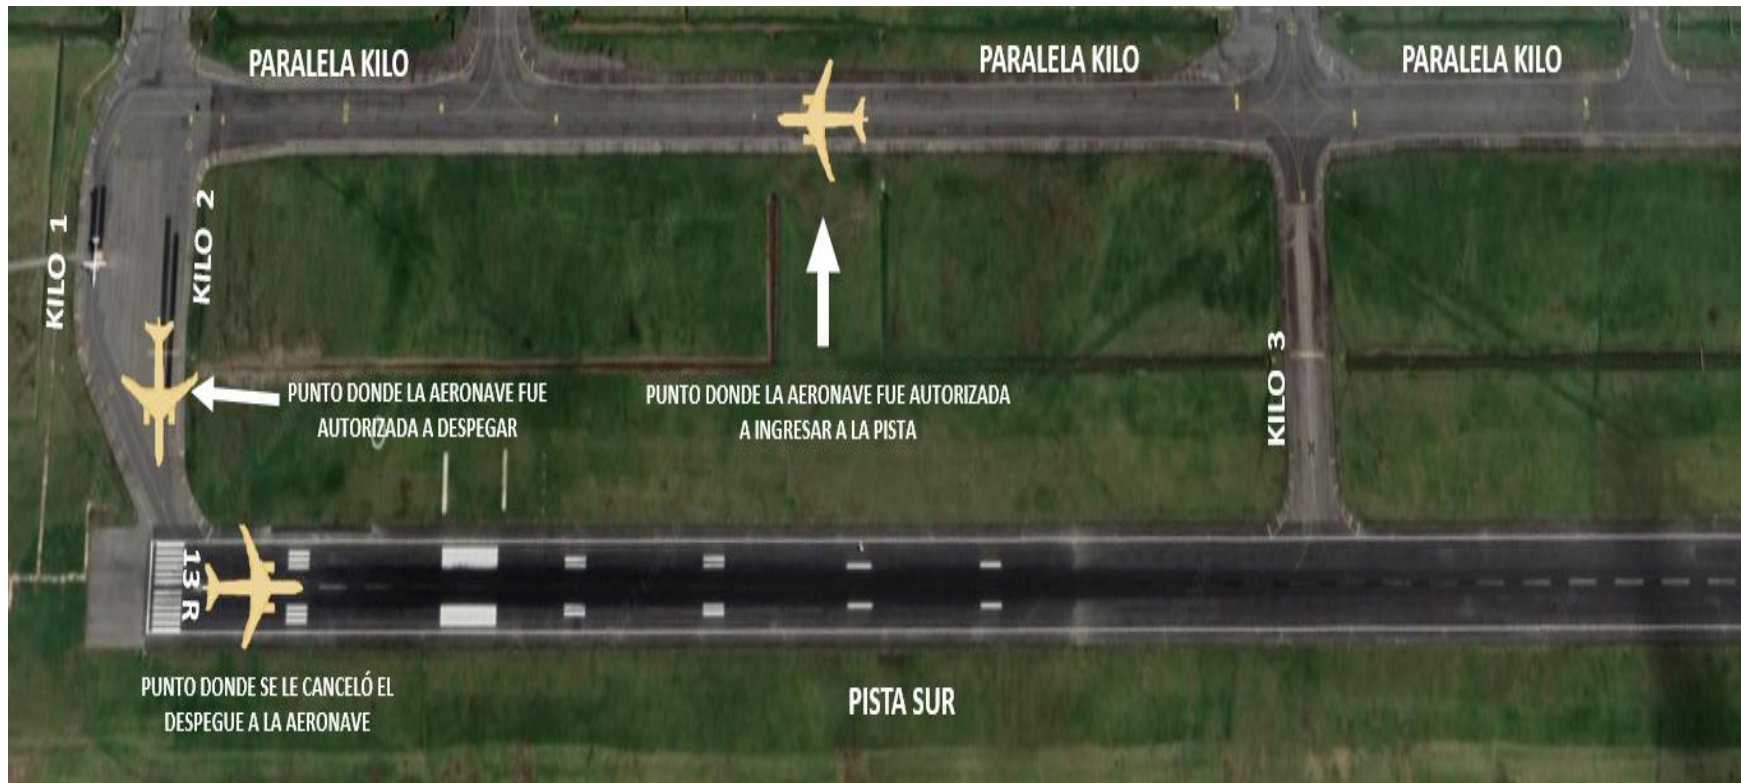 PARALELA KILO
PARALELA KILO
PARALELA KILO
KILO 1
KILO 2
KILO 3
PUNTO DONDE LA AERONAVE FUE
AUTORIZADA A DESPEGAR
PUNTO DONDE LA AERONAVE FUE AUTORIZADA
A INGRESAR A LA PISTA
13 R
PUNTO DONDE SE LE CANCELÓ EL
DESPEGUE A LA AERONAVE
PISTA SUR